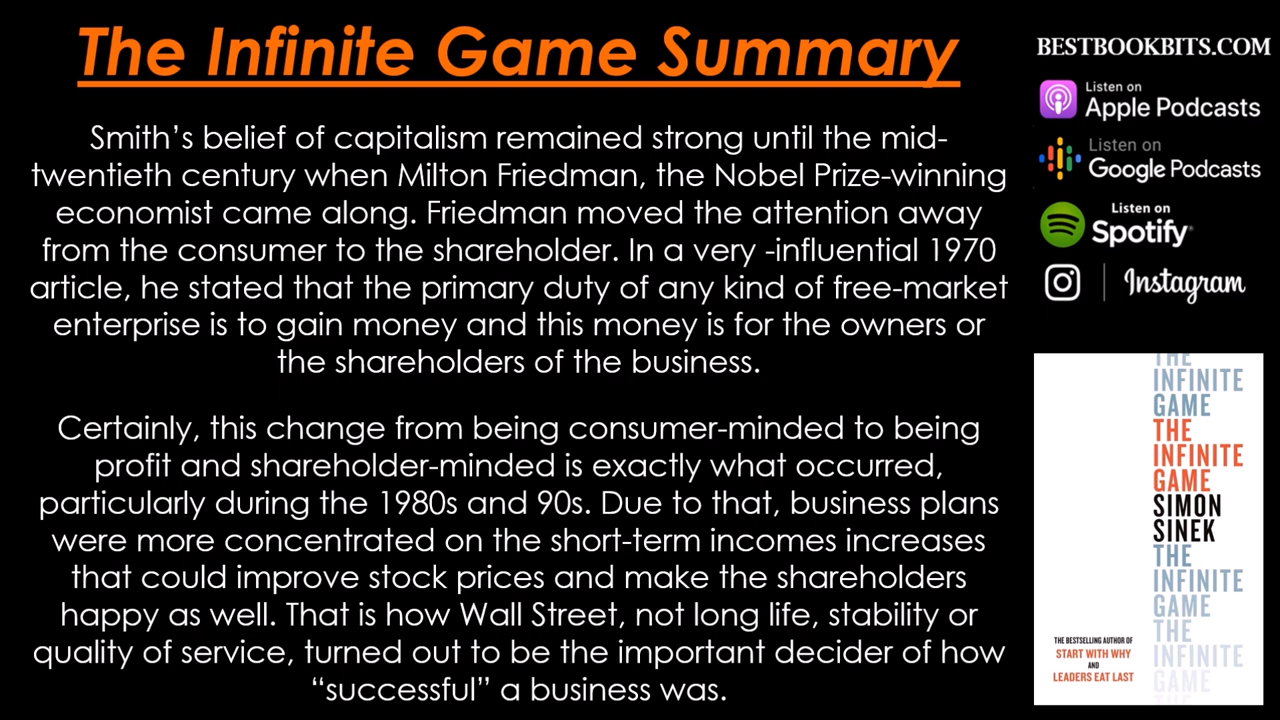 The Infinite Game Summary
Smith’s belief of capitalism remained strong until the mid-
twentieth century when Milton Friedman, the Nobel Prize-winning
economist came along. Friedman moved the attention away
from the consumer to the shareholder. In a very -influential 1970
article, he stated that the primary duty of any kind of free-market
enterprise is to gain money and this money is for the owners or
the shareholders of the business.
Certainly, this change from being consumer-minded to being
profit and shareholder-minded is exactly what occurred,
particularly during the 1980s and 90s. Due to that, business plans
were more concentrated on the short-term incomes increases
that could improve stock prices and make the shareholders
happy as well. That is how Wall Street, not long life, stability or
quality of service, turned out to be the important decider of how
“successful” a business was.
BESTBOOKBITS.COM
Listen on
Apple Podcasts
Listen on
Google Podcasts
Listen on
Spotify
Instagram
THE
INFINITE
GAME
THE
INFINITE
GAME
SIMON
SINEK
THE
INFINITE
GAME
THE
INFINITE
GAME
THE BESTSELLING AUTHOR OF
START WITH WHY
AND
LEADERS EAT LAST